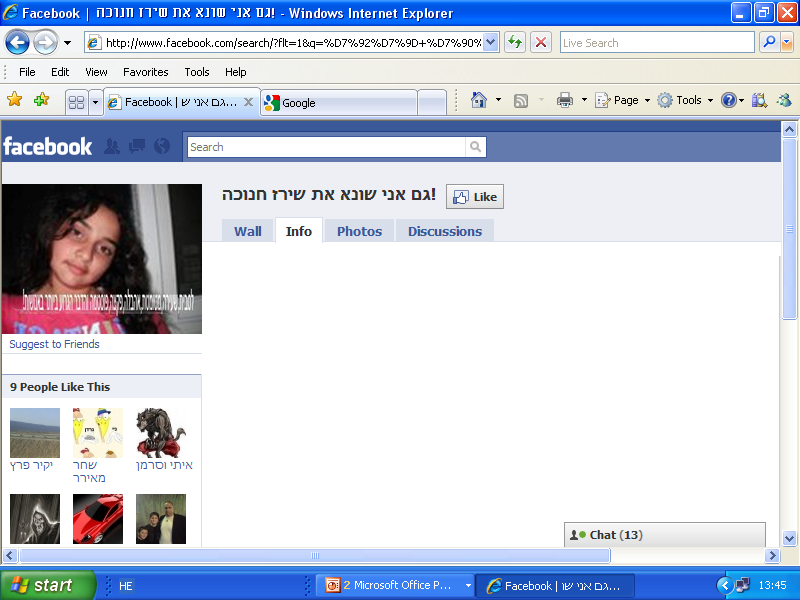 Facebook | גם אני שונא את שירז חנוכה! - Windows Internet Explorer
http://www.facebook.com/search/?flt=1&q=%D7%92%D7%9D+%D7%90%
Live Search
File Edit View Favorites Tools Help
Facebook | גם אני ש...
Google
Page Tools
facebook
Search
גם אני שונא את שירז חנוכה!
Like
Wall Info Photos Discussions
Suggest to Friends
9 People Like This
יקיר פרץ
שחר
מאירר
איתי וסרמן
Chat (13)
start
HE
2 Microsoft Office P...
Facebook | גם אני שו...
13:45